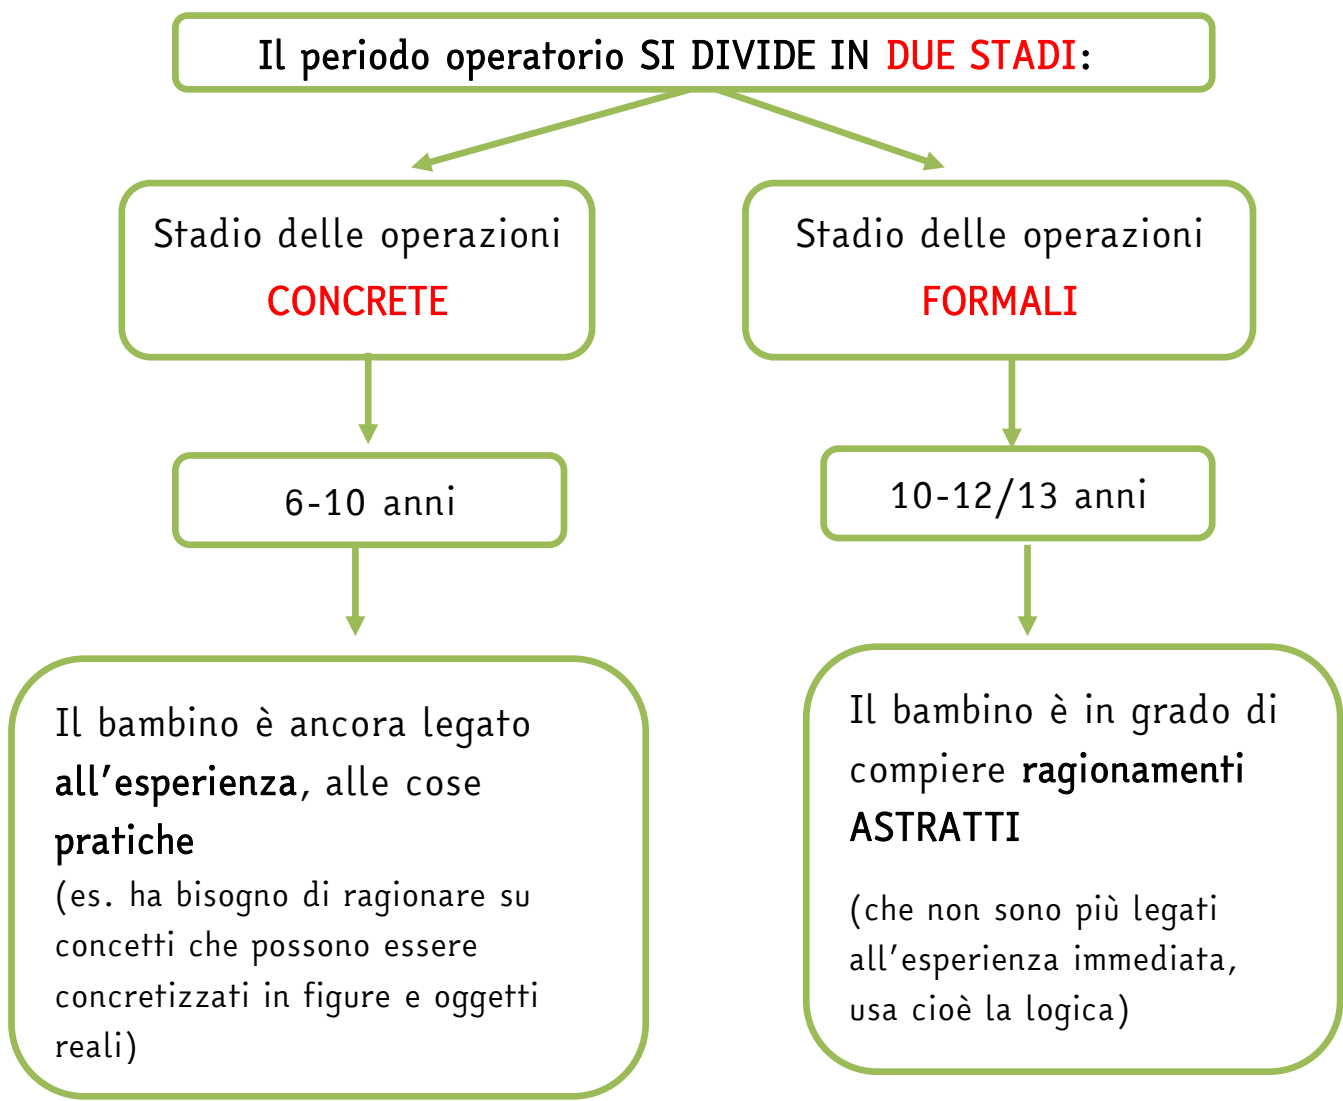 Il periodo operatorio SI DIVIDE IN DUE STADI:
Stadio delle operazioni
CONCRETE
6-10 anni
Il bambino è ancora legato
all'esperienza, alle cose
pratiche
(es. ha bisogno di ragionare su
concetti che possono essere
concretizzati in figure e oggetti
reali)
Stadio delle operazioni
FORMALI
10-12/13 anni
Il bambino è in grado di
compiere ragionamenti
ASTRATTI
(che non sono più legati
all'esperienza immediata,
usa cioè la logica)